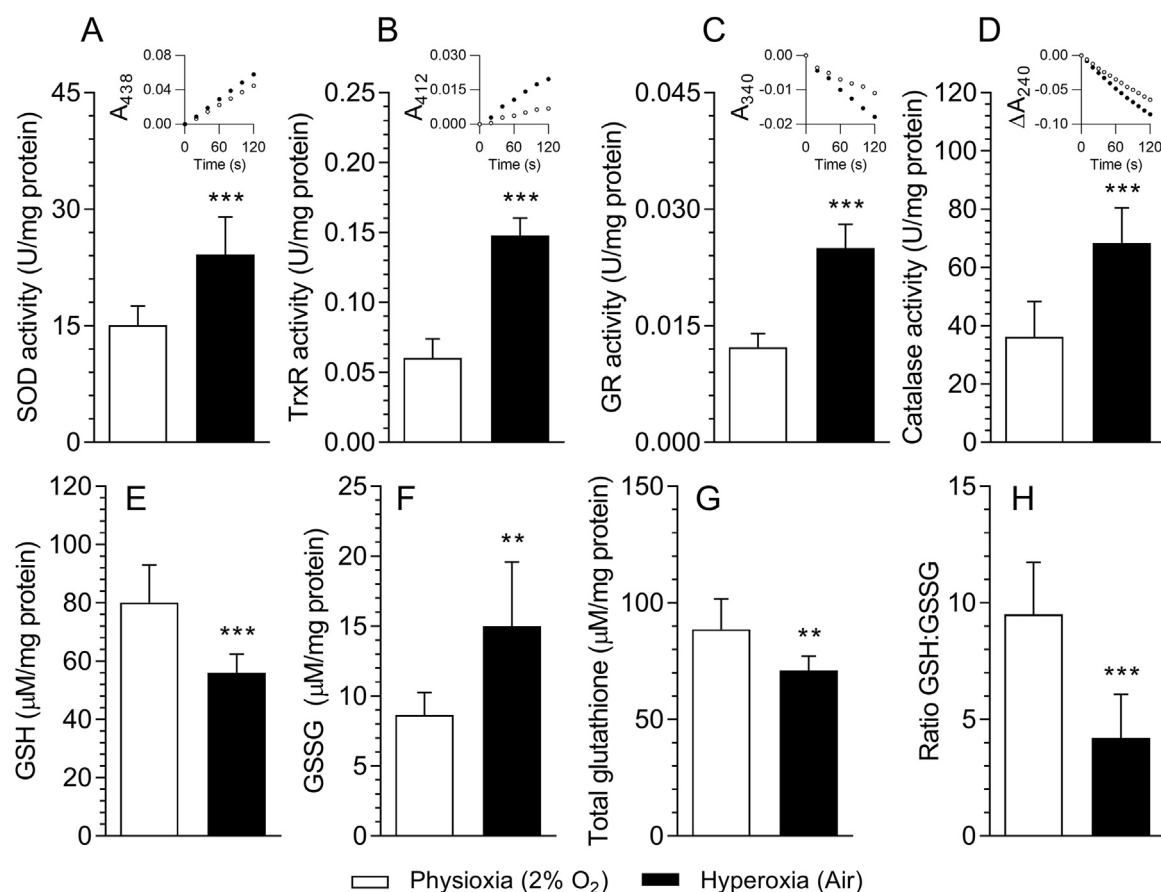 A
B
C
D
0.08
0.04
0.00
A438
0 60 120
Time (s)
0.030
0.015
0.000
A412
0 60 120
Time (s)
0.00
-0.01
-0.02
A340
0 60 120
Time (s)
0.00
-0.05
-0.10
ΔA240
0 60 120
Time (s)
SOD activity (U/mg protein)
45
30
15
0
***
TrxR activity (U/mg protein)
0.25
0.20
0.15
0.10
0.05
0.00
***
GR activity (U/mg protein)
0.045
0.030
0.015
0.000
***
Catalase activity (U/mg protein)
120
100
80
60
40
20
0
***
E
GSH (μM/mg protein)
120
100
80
60
40
20
0
***
F
GSSG (μM/mg protein)
25
20
15
10
5
0
**
G
Total glutathione (μM/mg protein)
150
100
50
0
**
H
Ratio GSH:GSSG
15
10
5
0
***
Physioxia (2% O2)
Hyperoxia (Air)